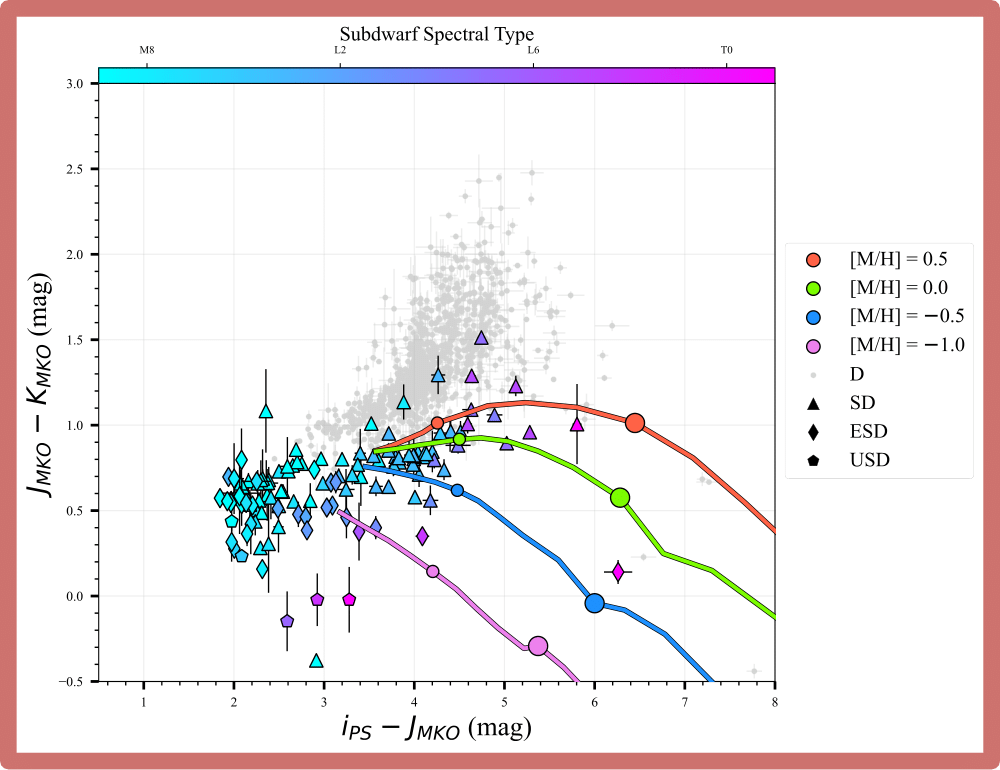 Subdwarf Spectral Type
M8 L2 L6 T0
3.0
2.5
2.0
1.5
1.0
0.5
0.0
−0.5
J_MKO − K_MKO (mag)
1 2 3 4 5 6 7 8
i_PS − J_MKO (mag)
[M/H] = 0.5
[M/H] = 0.0
[M/H] = −0.5
[M/H] = −1.0
D
SD
ESD
USD